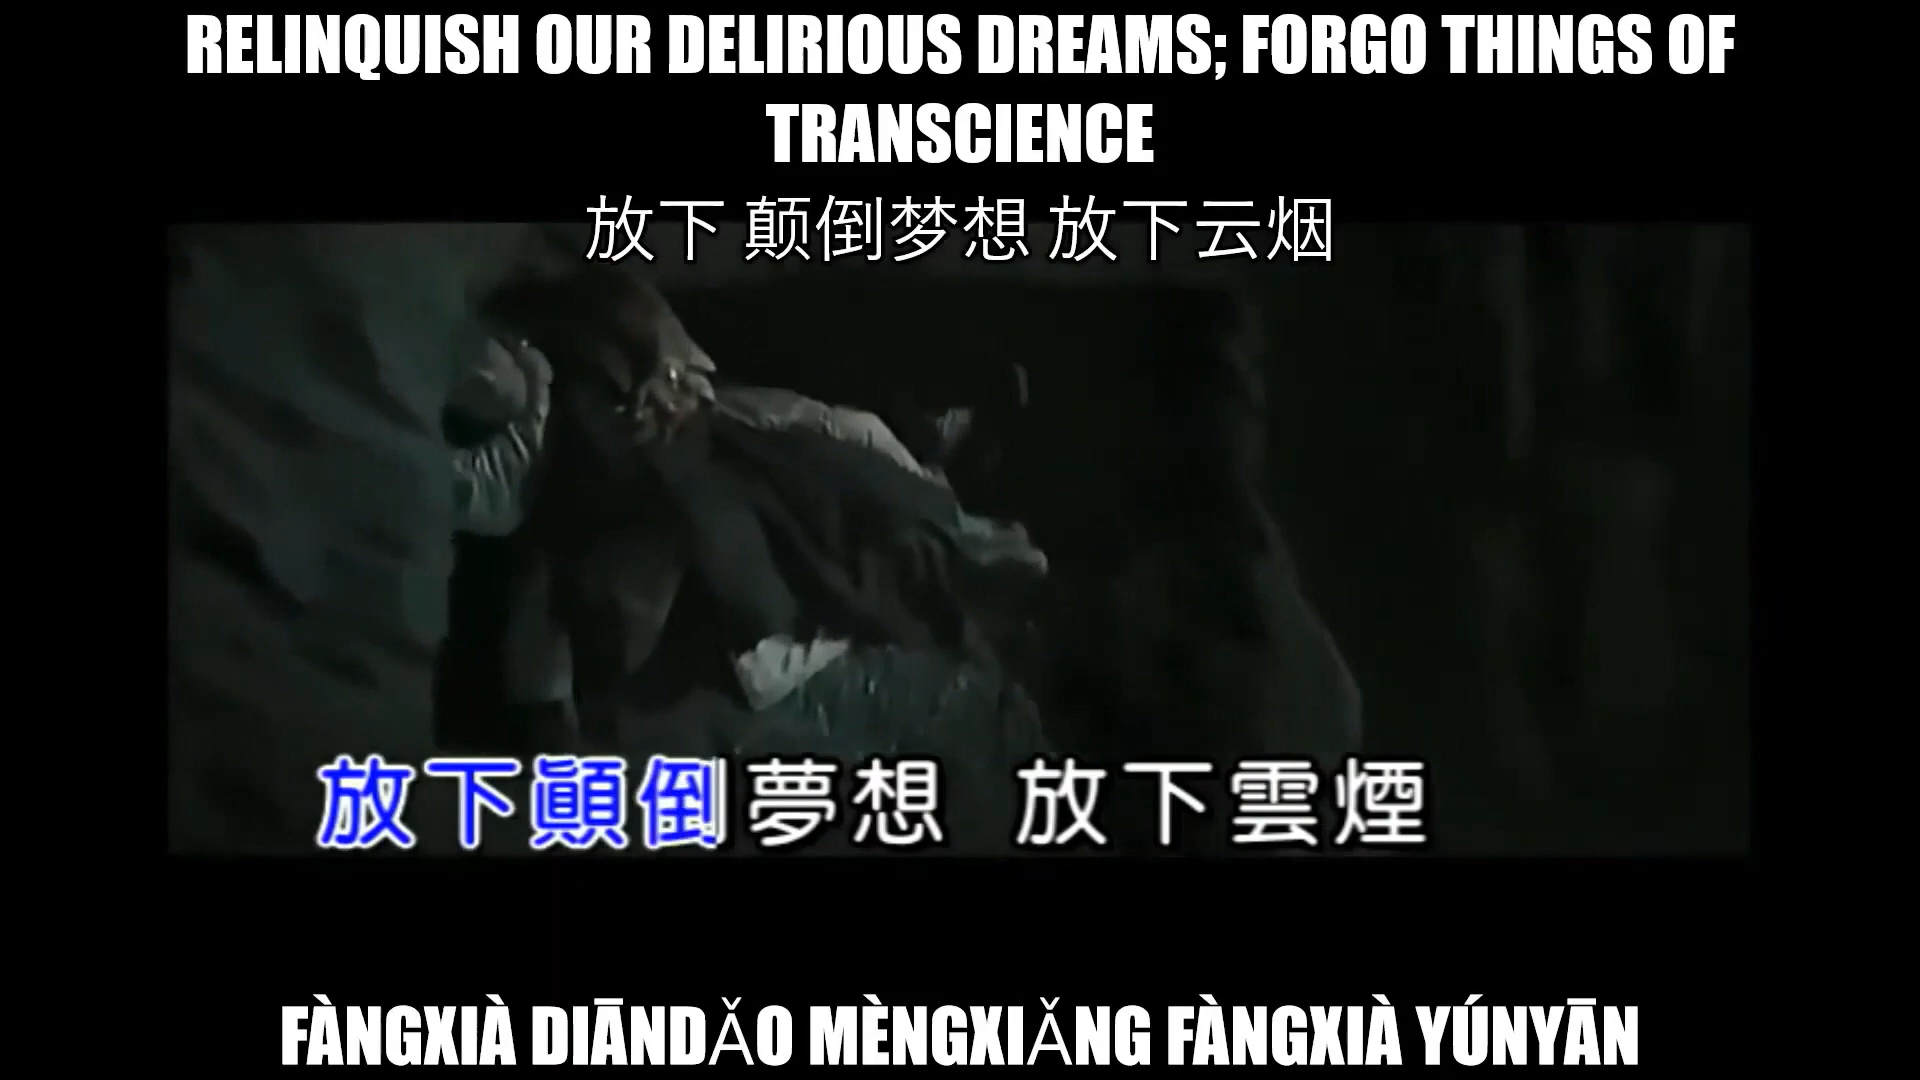 RELINQUISH OUR DELIRIOUS DREAMS; FORGO THINGS OF
TRANSCIENCE
放下 颠倒梦想 放下云烟
放下顛倒夢想 放下雲煙
FÀNGXIÀ DIĀNDǍO MÈNGXIǍNG FÀNGXIÀ YÚNYĀN